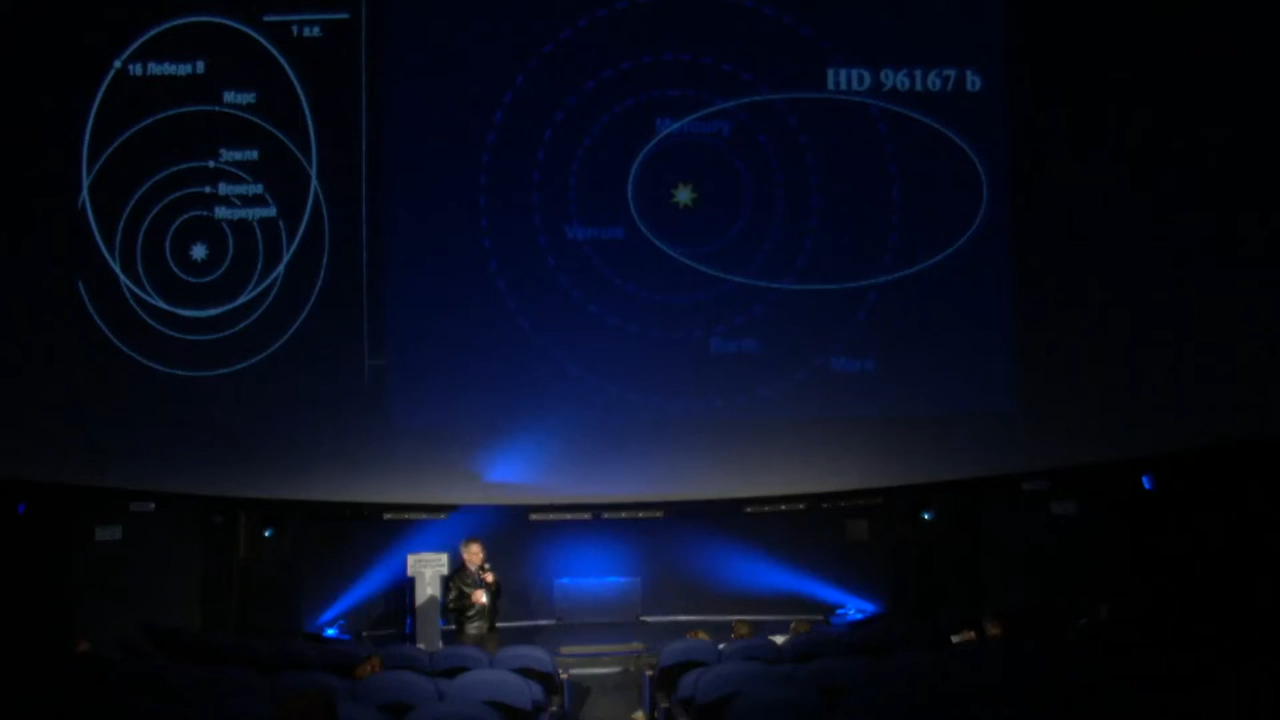 1 а.е.
16 Лебедя B
Марс
Земля
Венера
Меркурий
HD 96167 b
Mercury
Venus
Earth
Mars